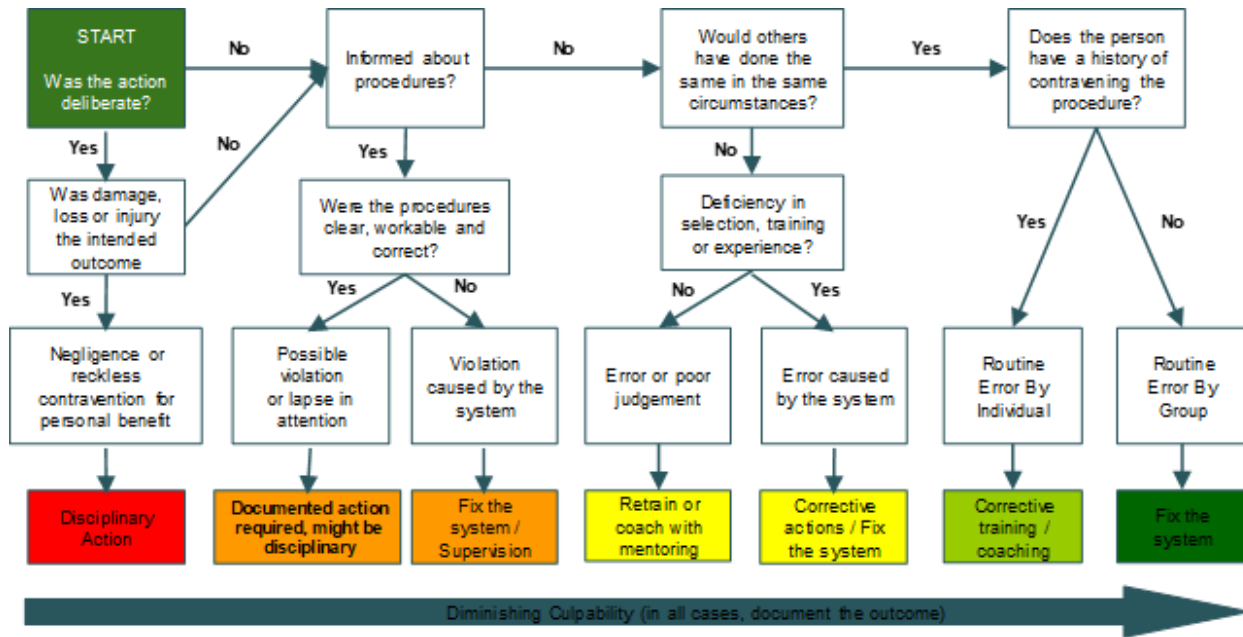 START
Was the action
deliberate?
No
Informed about
procedures?
No
Would others
have done the
same in the same
circumstances?
Yes
Does the person
have a history of
contravening the
procedure?
Yes
No
Yes
No
Was damage,
loss or injury
the intended
outcome
Were the procedures
clear, workable and
correct?
Deficiency in
selection, training
or experience?
Yes
No
Yes
Yes
No
No
Yes
Negligence or
reckless
contravention for
personal benefit
Possible
violation
or lapse in
attention
Violation
caused by the
system
Error or poor
judgement
Error caused
by the system
Routine
Error By
Individual
Routine
Error By
Group
Disciplinary
Action
Documented action
required, might be
disciplinary
Fix the
system /
Supervision
Retrain or
coach with
mentoring
Corrective
actions / Fix
the system
Corrective
training /
coaching
Fix the
system
Diminishing Culpability (in all cases, document the outcome)